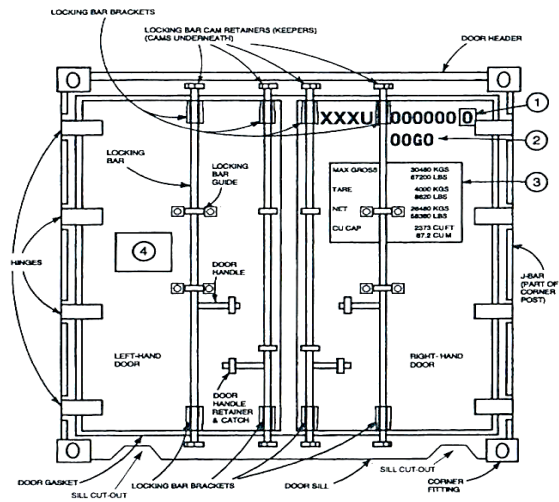 LOCKING BAR BRACKETS
LOCKING BAR CAM RETAINERS (KEEPERS)
(CAMS UNDERNEATH)
DOOR HEADER
XXXU 000000 0
1
00G0
2
MAX GROSS 30480 KGS
67200 LBS
TARE 4000 KGS
8820 LBS
NET 26480 KGS
58380 LBS
CU CAP 2373 CU FT
67.2 CU M
3
LOCKING
BAR
LOCKING
BAR
GUIDE
4
HINGES
DOOR
HANDLE
J-BAR
(PART OF
CORNER
POST)
LEFT-HAND
DOOR
RIGHT-HAND
DOOR
DOOR
HANDLE
RETAINER
& CATCH
DOOR GASKET
SILL CUT-OUT
LOCKING BAR BRACKETS
DOOR SILL
SILL CUT-OUT
CORNER
FITTING